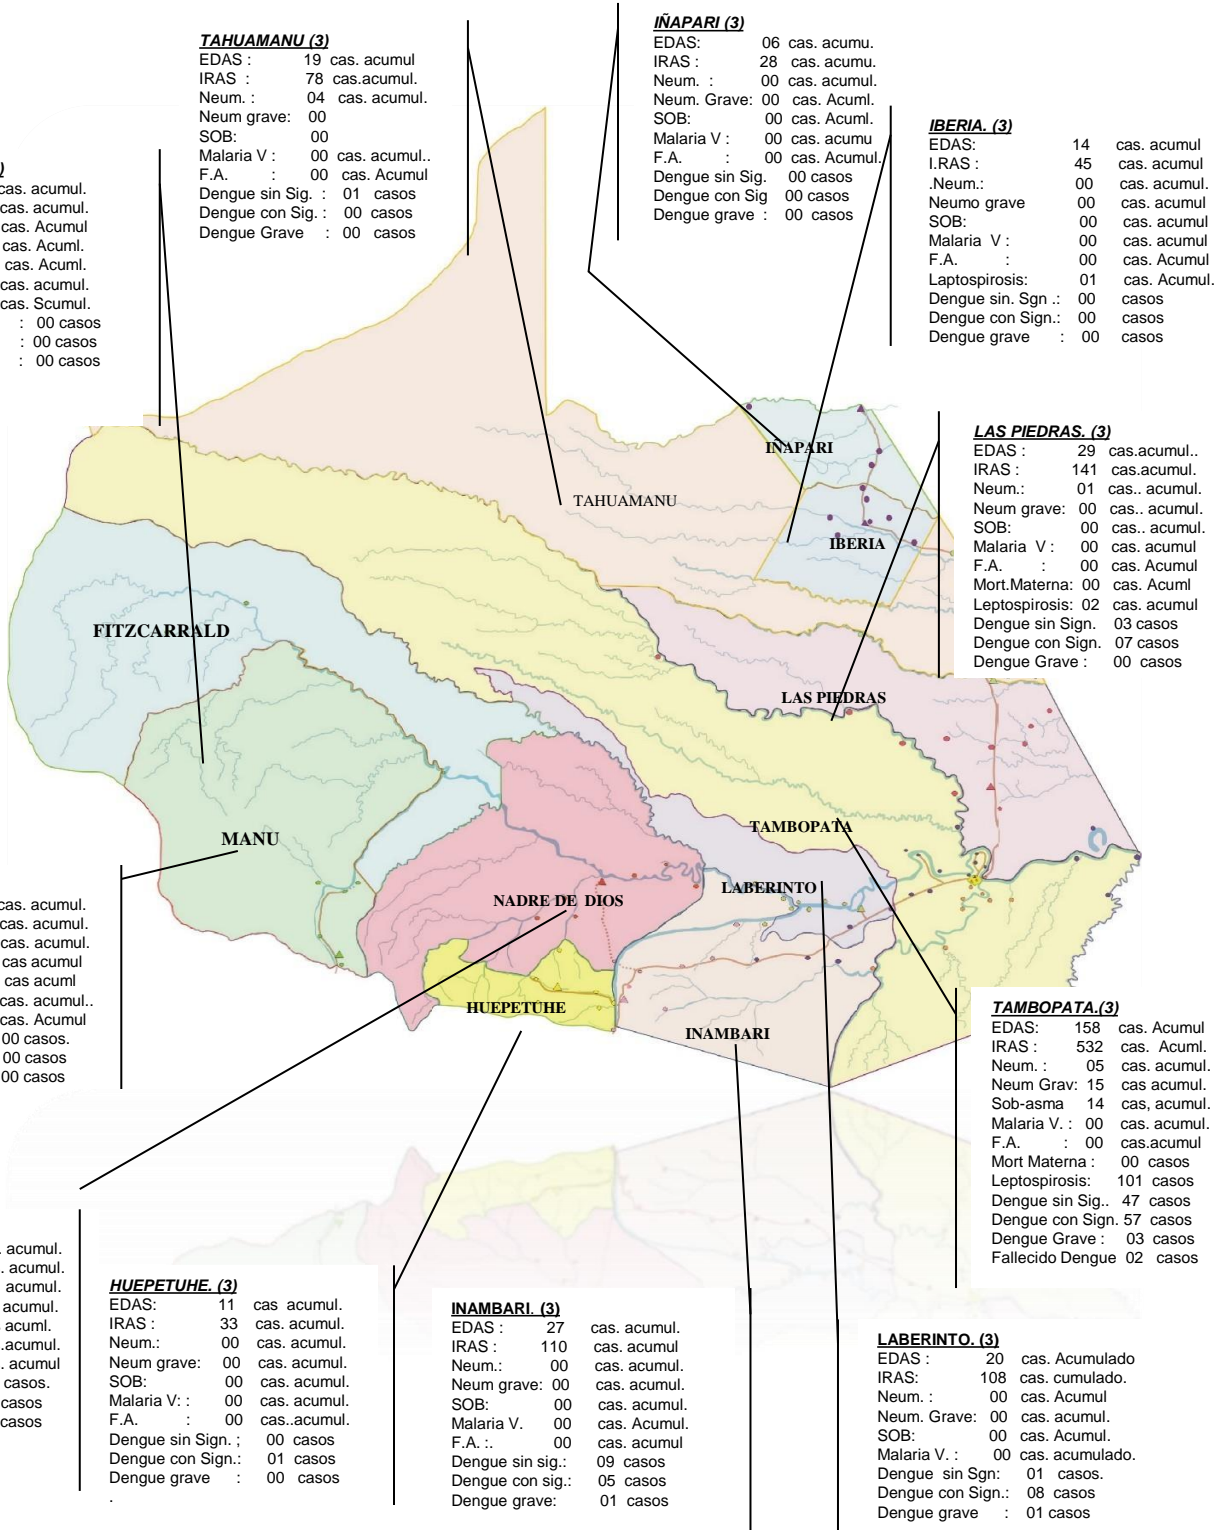 TAHUAMANU (3)
EDAS : 19 cas. acumul
IRAS : 78 cas.acumul.
Neum. : 04 cas. acumul.
Neum grave: 00
SOB: 00
Malaria V : 00 cas. acumul..
F.A. : 00 cas. Acumul
Dengue sin Sig. : 01 casos
Dengue con Sig. : 00 casos
Dengue Grave : 00 casos
IÑAPARI (3)
EDAS: 06 cas. acumu.
IRAS : 28 cas. acumu.
Neum. : 00 cas. acumul.
Neum. Grave: 00 cas. Acuml.
SOB: 00 cas. Acuml.
Malaria V : 00 cas. acumu
F.A. : 00 cas. Acumul.
Dengue sin Sig. 00 casos
Dengue con Sig 00 casos
Dengue grave : 00 casos
IBERIA. (3)
EDAS: 14 cas. acumul
I.RAS : 45 cas. acumul
.Neum.: 00 cas. acumul.
Neumo grave 00 cas. acumul
SOB: 00 cas. acumul
Malaria V : 00 cas. acumul
F.A. : 00 cas. Acumul
Laptospirosis: 01 cas. Acumul.
Dengue sin. Sgn .: 00 casos
Dengue con Sign.: 00 casos
Dengue grave : 00 casos
)
cas. acumul.
cas. acumul.
cas. Acumul
cas. Acuml.
cas. Acuml.
cas. acumul.
cas. Scumul.
: 00 casos
: 00 casos
: 00 casos
LAS PIEDRAS. (3)
EDAS : 29 cas.acumul..
IRAS : 141 cas.acumul.
Neum.: 01 cas.. acumul.
Neum grave: 00 cas.. acumul.
SOB: 00 cas.. acumul.
Malaria V : 00 cas. acumul
F.A. : 00 cas. Acumul
Mort.Materna: 00 cas. Acuml
Leptospirosis: 02 cas. acumul
Dengue sin Sign. 03 casos
Dengue con Sign. 07 casos
Dengue Grave : 00 casos
IÑAPARI
TAHUAMANU
IBERIA
FITZCARRALD
LAS PIEDRAS
TAMBOPATA
MANU
LABERINTO
NADRE DE DIOS
HUEPETUHE
INAMBARI
cas. acumul.
cas. acumul.
cas. acumul.
cas acumul
cas acuml
cas. acumul..
cas. Acumul
00 casos.
00 casos
00 casos
TAMBOPATA.(3)
EDAS: 158 cas. Acumul
IRAS : 532 cas. Acuml.
Neum. : 05 cas. acumul.
Neum Grav: 15 cas acumul.
Sob-asma 14 cas, acumul.
Malaria V. : 00 cas. acumul.
F.A. : 00 cas.acumul
Mort Materna : 00 casos
Leptospirosis: 101 casos
Dengue sin Sig.. 47 casos
Dengue con Sign. 57 casos
Dengue Grave : 03 casos
Fallecido Dengue 02 casos
. acumul.
. acumul.
acumul.
acumul.
acuml.
.acumul.
. acumul
casos.
casos
casos
HUEPETUHE. (3)
EDAS: 11 cas acumul.
IRAS : 33 cas. acumul.
Neum.: 00 cas. acumul.
Neum grave: 00 cas. acumul.
SOB: 00 cas. acumul.
Malaria V: : 00 cas. acumul.
F.A. : 00 cas..acumul.
Dengue sin Sign. ; 00 casos
Dengue con Sign.: 01 casos
Dengue grave : 00 casos
.
INAMBARI. (3)
EDAS : 27 cas. acumul.
IRAS : 110 cas. acumul
Neum.: 00 cas. acumul.
Neum grave: 00 cas. acumul.
SOB: 00 cas. acumul.
Malaria V. 00 cas. Acumul.
F.A. :. 00 cas. acumul
Dengue sin sig.: 09 casos
Dengue con sig.: 05 casos
Dengue grave: 01 casos
LABERINTO. (3)
EDAS : 20 cas. Acumulado
IRAS: 108 cas. cumulado.
Neum. : 00 cas. Acumul
Neum. Grave: 00 cas. acumul.
SOB: 00 cas. Acumul.
Malaria V. : 00 cas. acumulado.
Dengue sin Sgn: 01 casos.
Dengue con Sign.: 08 casos
Dengue grave : 01 casos